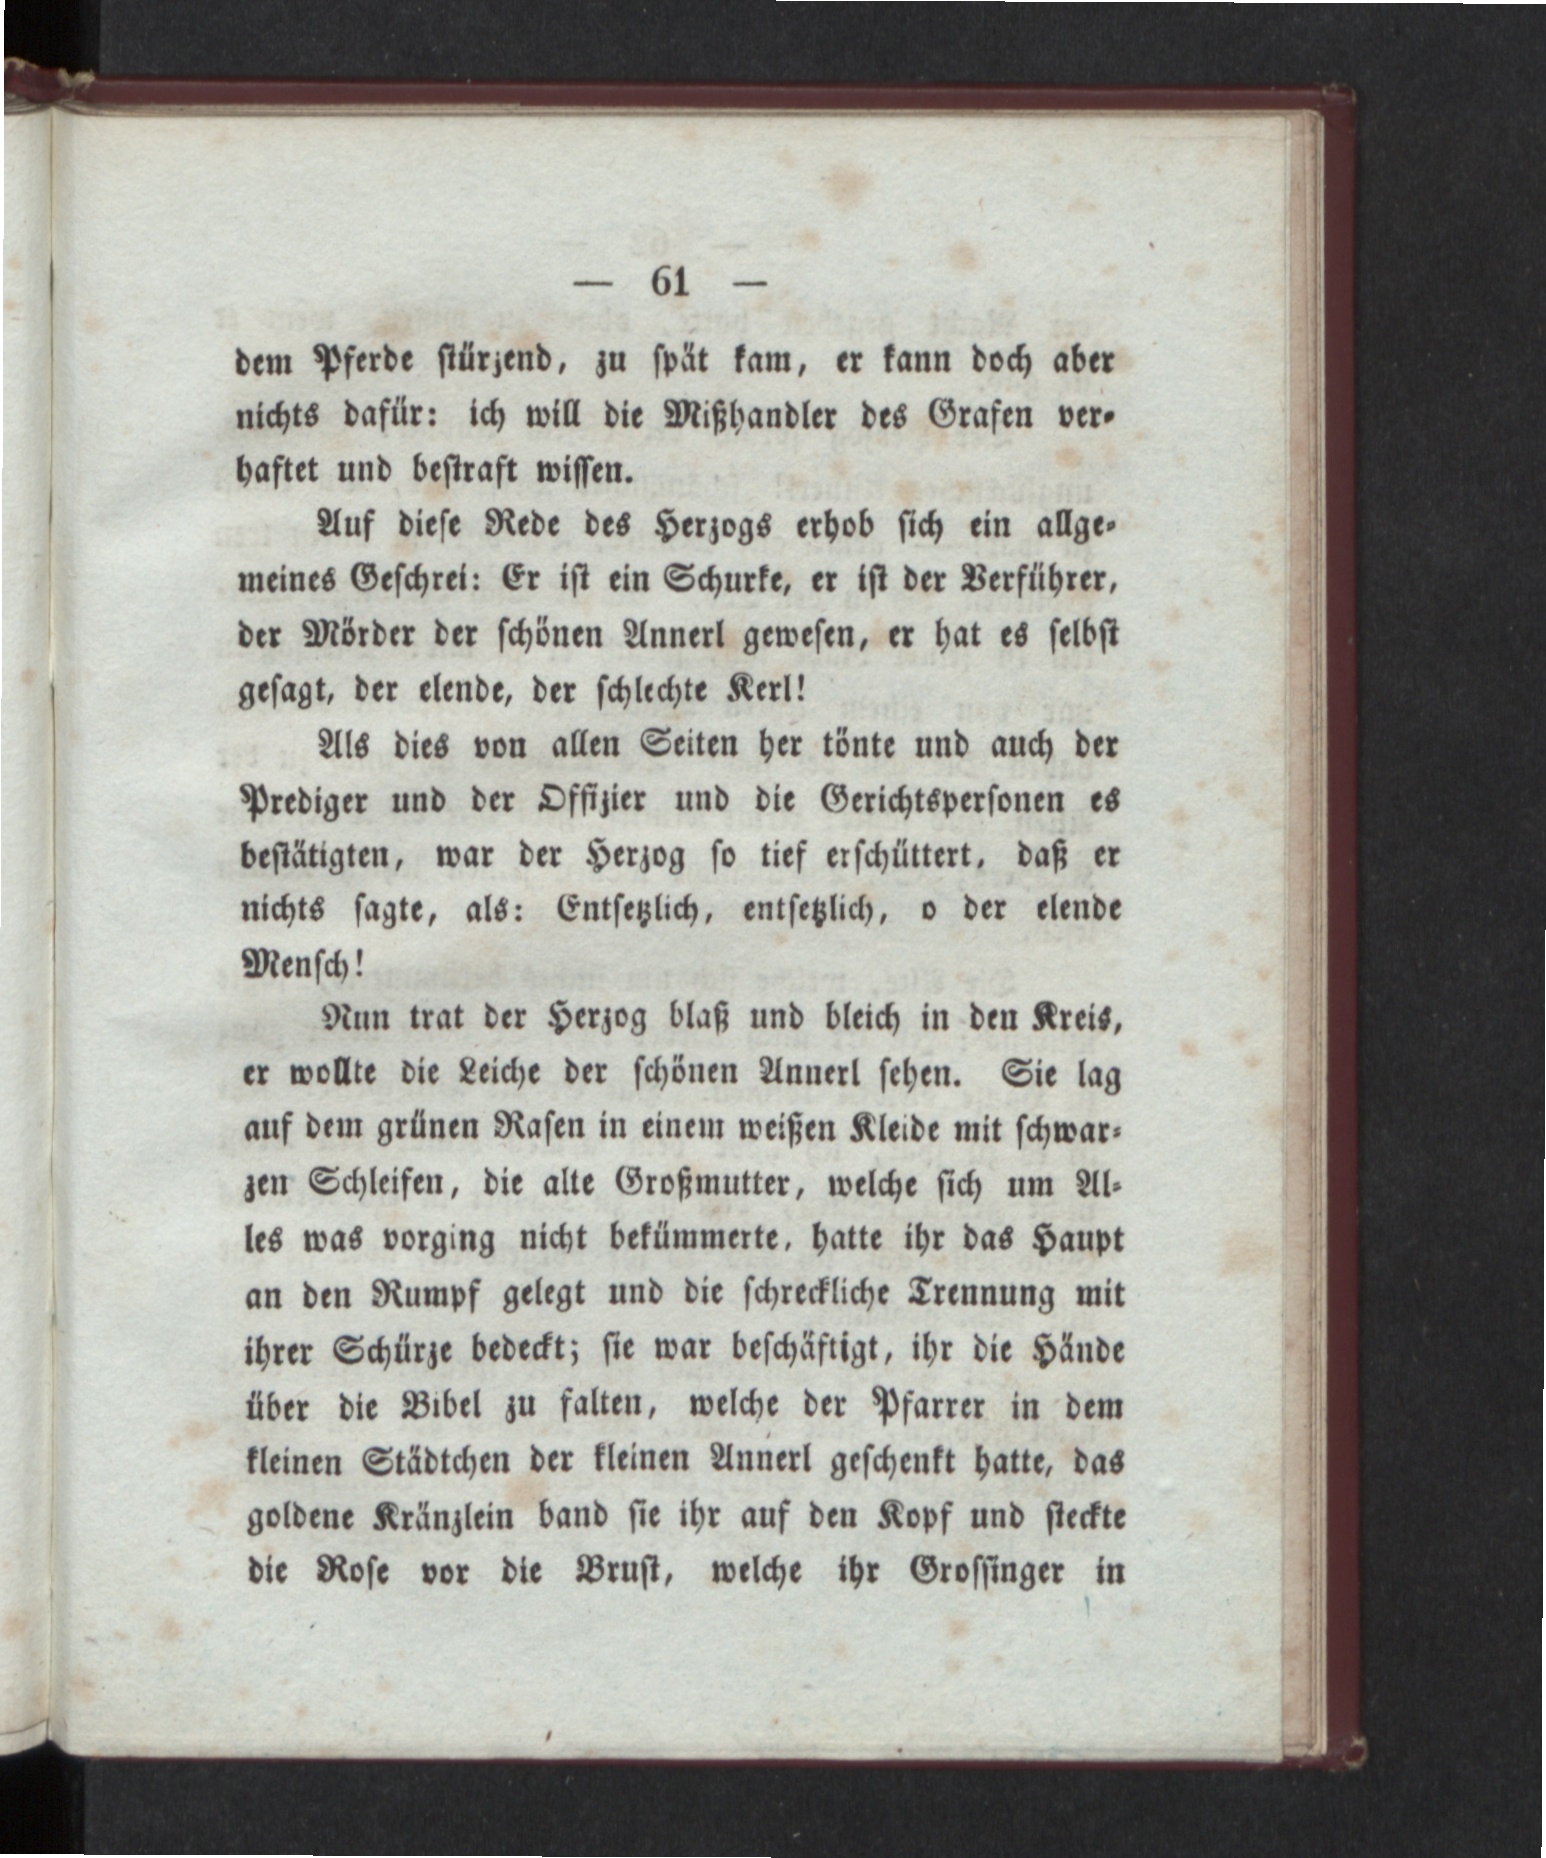 — 61 —
dem Pferde stürzend, zu spät kam, er kann doch aber
nichts dafür: ich will die Mißhandler des Grafen ver-
haftet und bestraft wissen.
Auf diese Rede des Herzogs erhob sich ein allge-
meines Geschrei: Er ist ein Schurke, er ist der Verführer,
der Mörder der schönen Annerl gewesen, er hat es selbst
gesagt, der elende, der schlechte Kerl!
Als dies von allen Seiten her tönte und auch der
Prediger und der Offizier und die Gerichtspersonen es
bestätigten, war der Herzog so tief erschüttert, daß er
nichts sagte, als: Entsetzlich, entsetzlich, o der elende
Mensch!
Nun trat der Herzog blaß und bleich in den Kreis,
er wollte die Leiche der schönen Annerl sehen. Sie lag
auf dem grünen Rasen in einem weißen Kleide mit schwar-
zen Schleifen, die alte Großmutter, welche sich um Al-
les was vorging nicht bekümmerte, hatte ihr das Haupt
an den Rumpf gelegt und die schreckliche Trennung mit
ihrer Schürze bedeckt; sie war beschäftigt, ihr die Hände
über die Bibel zu falten, welche der Pfarrer in dem
kleinen Städtchen der kleinen Annerl geschenkt hatte, das
goldene Kränzlein band sie ihr auf den Kopf und steckte
die Rose vor die Brust, welche ihr Grossinger in